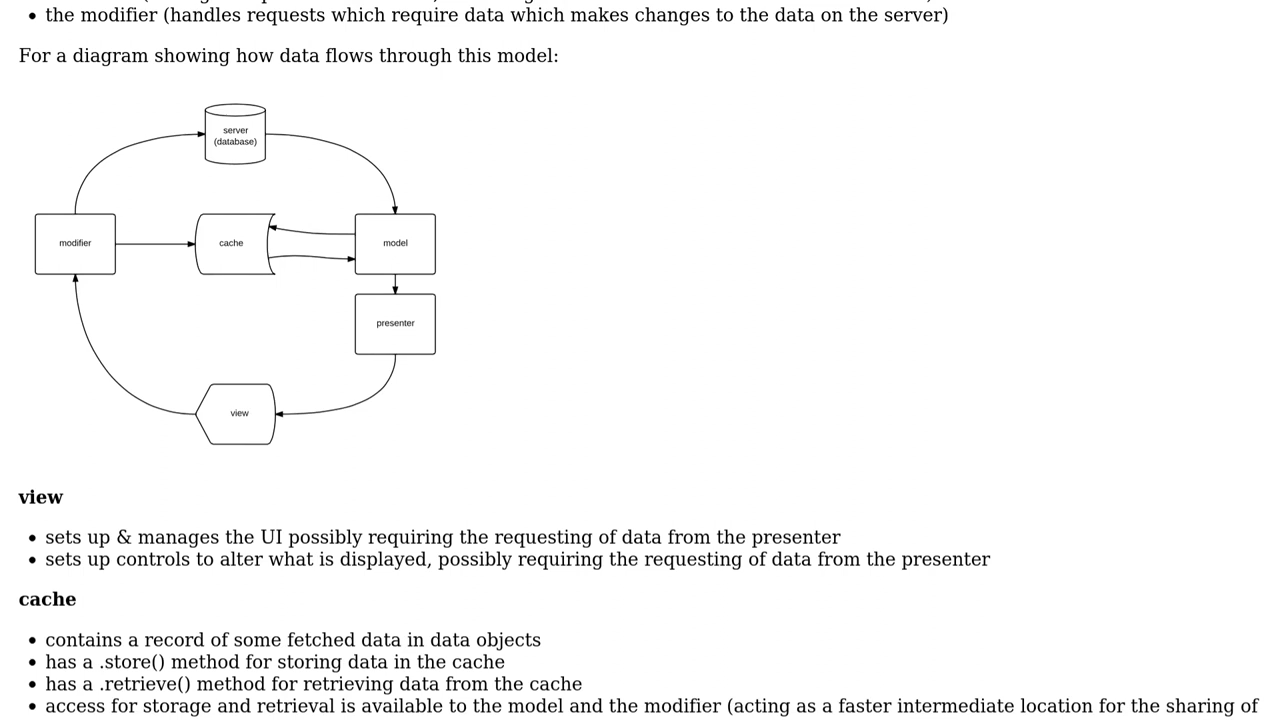 • the modifier (handles requests which require data which makes changes to the data on the server)
For a diagram showing how data flows through this model:
server
(database)
modifier
cache
model
presenter
view
view
• sets up & manages the UI possibly requiring the requesting of data from the presenter
• sets up controls to alter what is displayed, possibly requiring the requesting of data from the presenter
cache
• contains a record of some fetched data in data objects
• has a .store() method for storing data in the cache
• has a .retrieve() method for retrieving data from the cache
• access for storage and retrieval is available to the model and the modifier (acting as a faster intermediate location for the sharing of